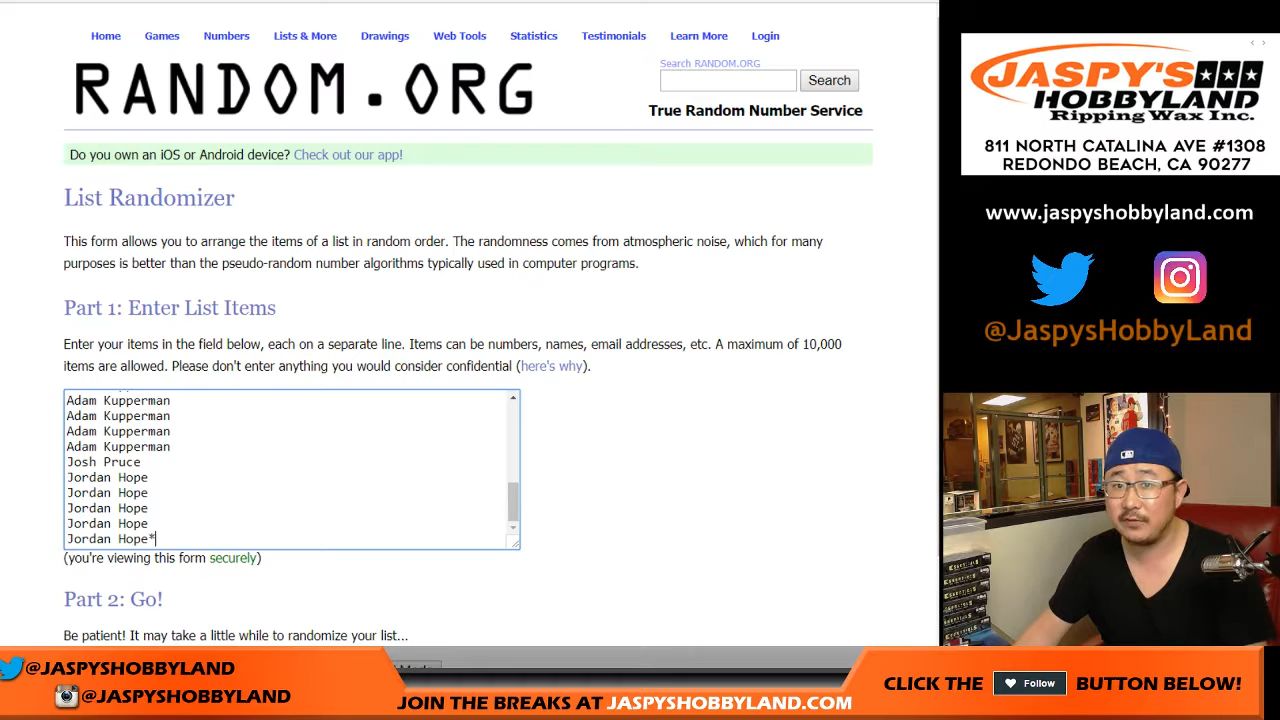 Home Games Numbers Lists & More Drawings Web Tools Statistics Testimonials Learn More Login
RANDOM.ORG
Search RANDOM.ORG
Search
True Random Number Service
Do you own an iOS or Android device? Check out our app!
List Randomizer
This form allows you to arrange the items of a list in random order. The randomness comes from atmospheric noise, which for many
purposes is better than the pseudo-random number algorithms typically used in computer programs.
Part 1: Enter List Items
Enter your items in the field below, each on a separate line. Items can be numbers, names, email addresses, etc. A maximum of 10,000
items are allowed. Please don't enter anything you would consider confidential (here's why).
Adam Kupperman
Adam Kupperman
Adam Kupperman
Adam Kupperman
Josh Pruce
Jordan Hope
Jordan Hope
Jordan Hope
Jordan Hope
Jordan Hope*
(you're viewing this form securely)
Part 2: Go!
Be patient! It may take a little while to randomize your list...
JASPY'S
HOBBYLAND
Ripping Wax Inc.
811 NORTH CATALINA AVE #1308
REDONDO BEACH, CA 90277
www.jaspyshobbyland.com
@JaspysHobbyLand
@JASPYSHOBBYLAND
@JASPYSHOBBYLAND
JOIN THE BREAKS AT JASPYSHOBBYLAND.COM
CLICK THE Follow BUTTON BELOW!